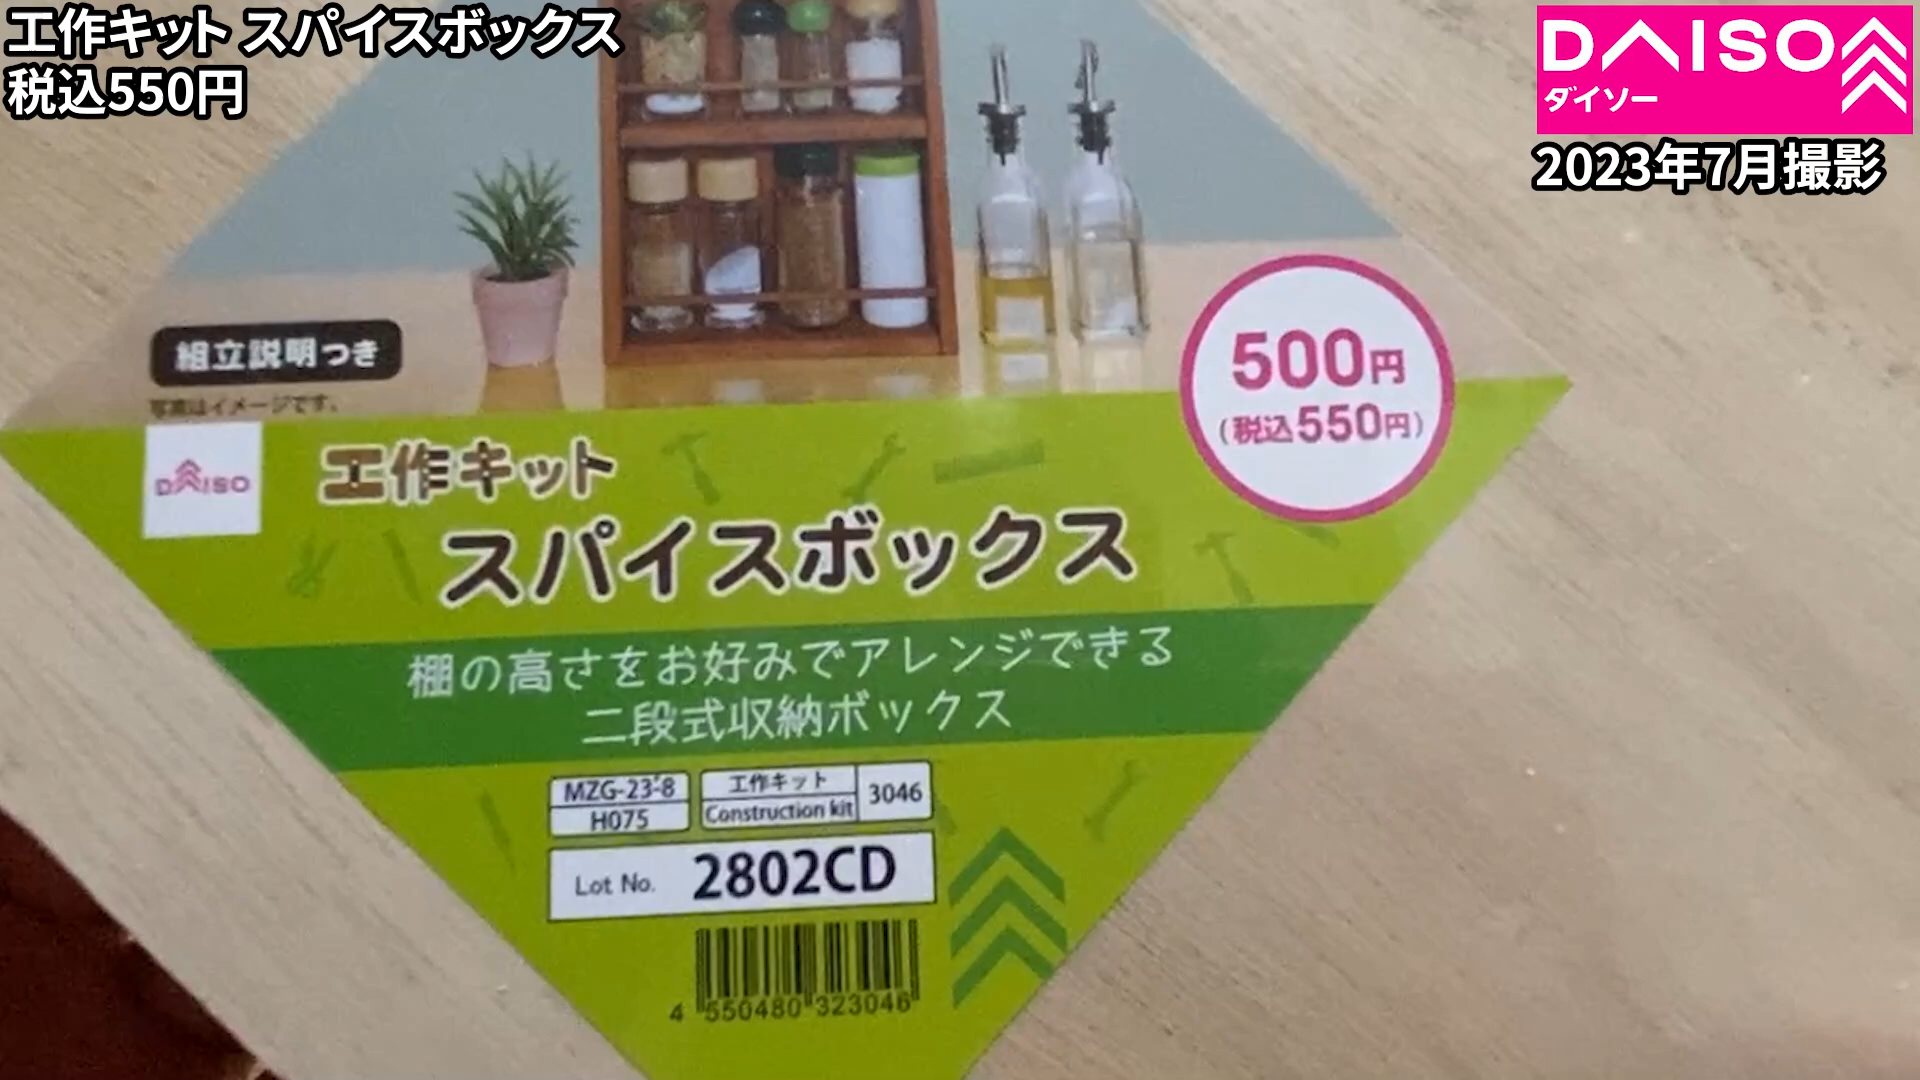 工作キット スパイスボックス
税込550円
DAISO
ダイソー
2023年7月撮影
組立説明つき
写真はイメージです。
500円
(税込550円)
DAISO
工作キット
スパイスボックス
棚の高さをお好みでアレンジできる
二段式収納ボックス
MZG-23-8
H075
工作キット
Construction kit
3046
Lot No. 2802CD
4 550480 323046